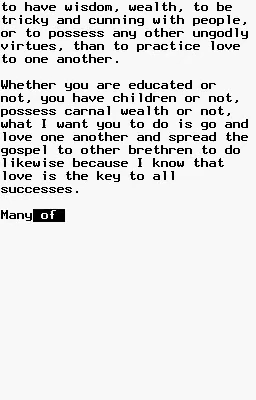 to have wisdom, wealth, to be
tricky and cunning with people,
or to possess any other ungodly
virtues, than to practice love
to one another.

Whether you are educated or
not, you have children or not,
possess carnal wealth or not,
what I want you to do is go and
love one another and spread the
gospel to other brethren to do
likewise because I know that
love is the key to all
successes.

Many of